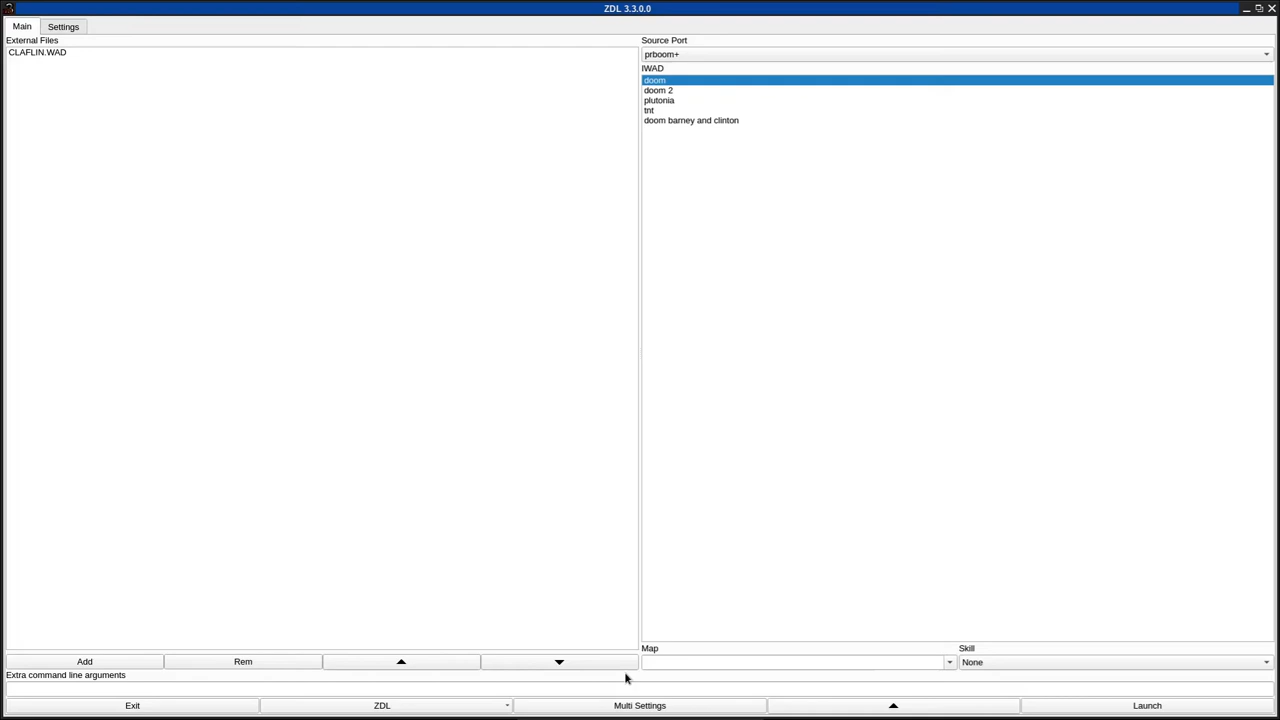 ZDL 3.3.0.0
Main
Settings
External Files
CLAFLIN.WAD
Source Port
prboom+
IWAD
doom
doom 2
plutonia
tnt
doom barney and clinton
Map
Skill
None
Add
Rem
Extra command line arguments
Exit
ZDL
Multi Settings
Launch